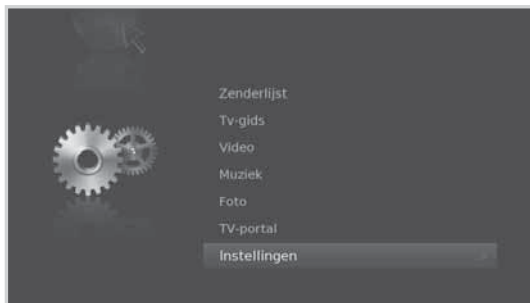 Zenderlijst
Tv-gids
Video
Muziek
Foto
TV-portal
Instellingen